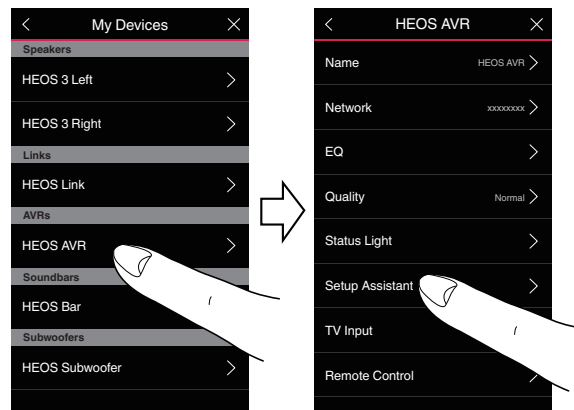 My Devices
Speakers
HEOS 3 Left
HEOS 3 Right
Links
HEOS Link
AVRs
HEOS AVR
Soundbars
HEOS Bar
Subwoofers
HEOS Subwoofer
HEOS AVR
Name HEOS AVR
Network xxxxxxxx
EQ
Quality Normal
Status Light
Setup Assistant
TV Input
Remote Control